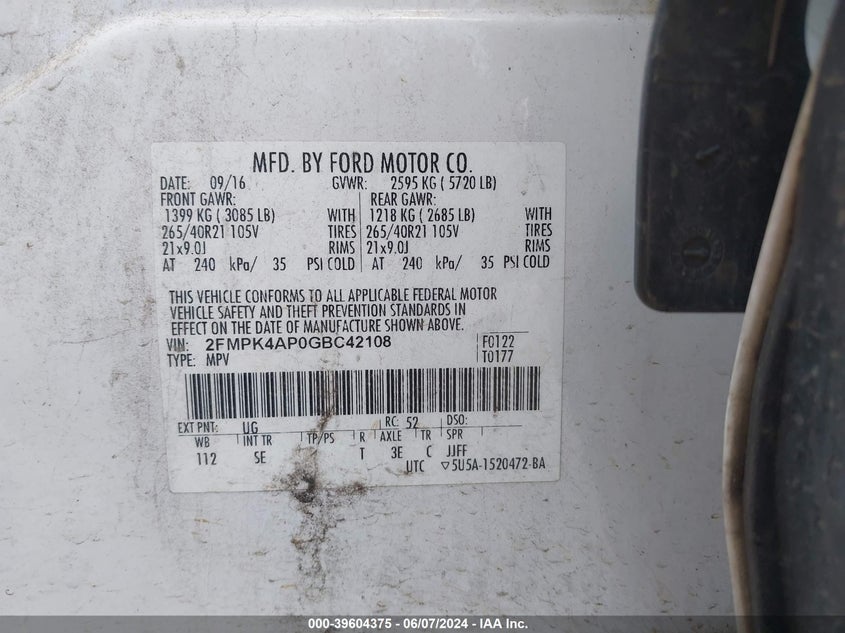 MFD. BY FORD MOTOR CO.
DATE: 09/16 GVWR: 2595 KG ( 5720 LB)
FRONT GAWR: REAR GAWR:
1399 KG ( 3085 LB) WITH 1218 KG ( 2685 LB) WITH
265/40R21 105V TIRES 265/40R21 105V TIRES
21x9.0J RIMS 21x9.0J RIMS
AT 240 kPa/ 35 PSI COLD AT 240 kPa/ 35 PSI COLD
THIS VEHICLE CONFORMS TO ALL APPLICABLE FEDERAL MOTOR
VEHICLE SAFETY AND THEFT PREVENTION STANDARDS IN
EFFECT ON THE DATE OF MANUFACTURE SHOWN ABOVE.
VIN: 2FMPK4AP0GBC42108 F0122
TYPE: MPV T0177
EXT PNT: UG RC: 52 DSO:
WB INT TR TP/PS R AXLE TR SPR
112 SE T 3E C JJFF
UTC ▽5U5A-1520472-BA
000-39604375 - 06/07/2024 - IAA Inc.